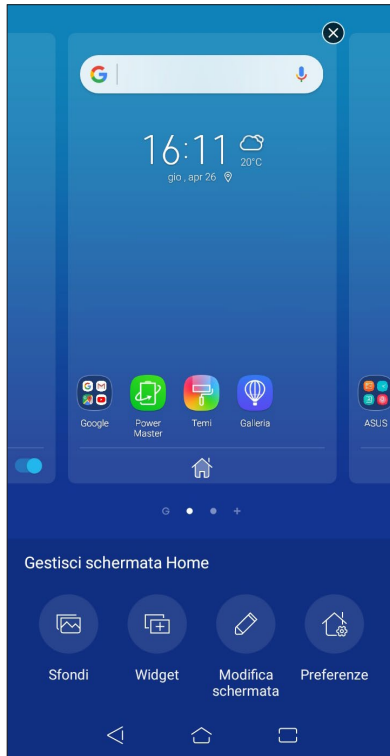 16:11
20°C
gio , apr 26
Google
Power
Master
Temi
Galleria
ASUS
G
Gestisci schermata Home
Sfondi
Widget
Modifica
schermata
Preferenze